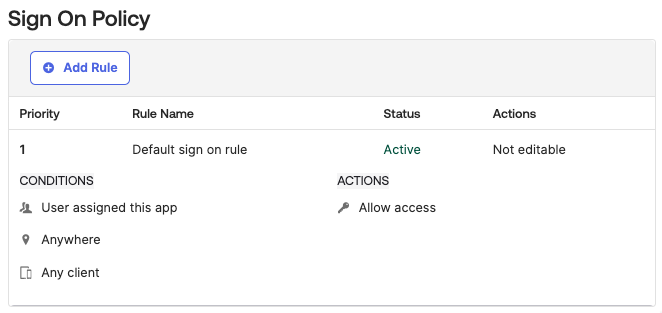 Sign On Policy
Add Rule
Priority Rule Name Status Actions
1 Default sign on rule Active Not editable
CONDITIONS ACTIONS
User assigned this app Allow access
Anywhere
Any client